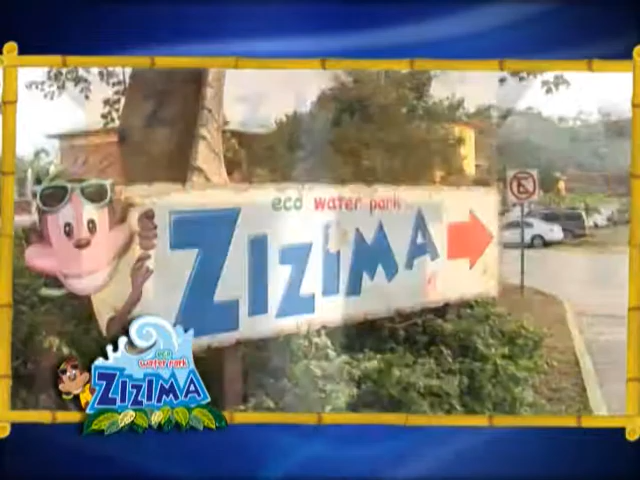 eco water park
ZIZIMA
E
eco
water park
ZIZIMA